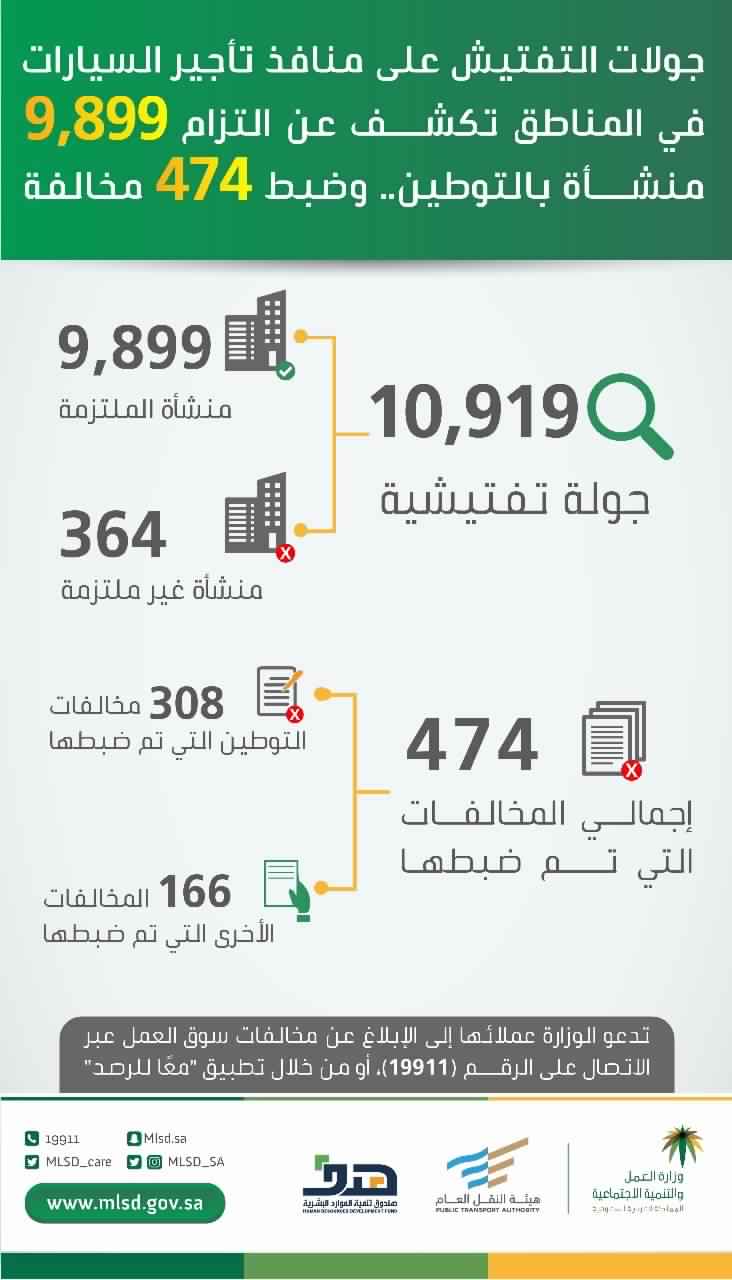 جولات التفتيش على منافذ تأجير السيارات
في المناطق تكشف عن التزام 9,899
منشأة بالتوطين.. وضبط 474 مخالفة
10,919
جولة تفتيشية
9,899
منشأة الملتزمة
364
منشأة غير ملتزمة
474
إجمالي المخالفات
التي تم ضبطها
308 مخالفات
التوطين التي تم ضبطها
166 المخالفات
الأخرى التي تم ضبطها
تدعو الوزارة عملائها إلى الإبلاغ عن مخالفات سوق العمل عبر
الاتصال على الرقم (19911)، أو من خلال تطبيق "معًا للرصد"
وزارة العمل
والتنمية الاجتماعية
المملكة العربية السعودية
هيئة النقل العام
PUBLIC TRANSPORT AUTHORITY
هدف
صندوق تنمية الموارد البشرية
HUMAN RESOURCES DEVELOPMENT FUND
19911
Mlsd.sa
MLSD_care
MLSD_SA
www.mlsd.gov.sa